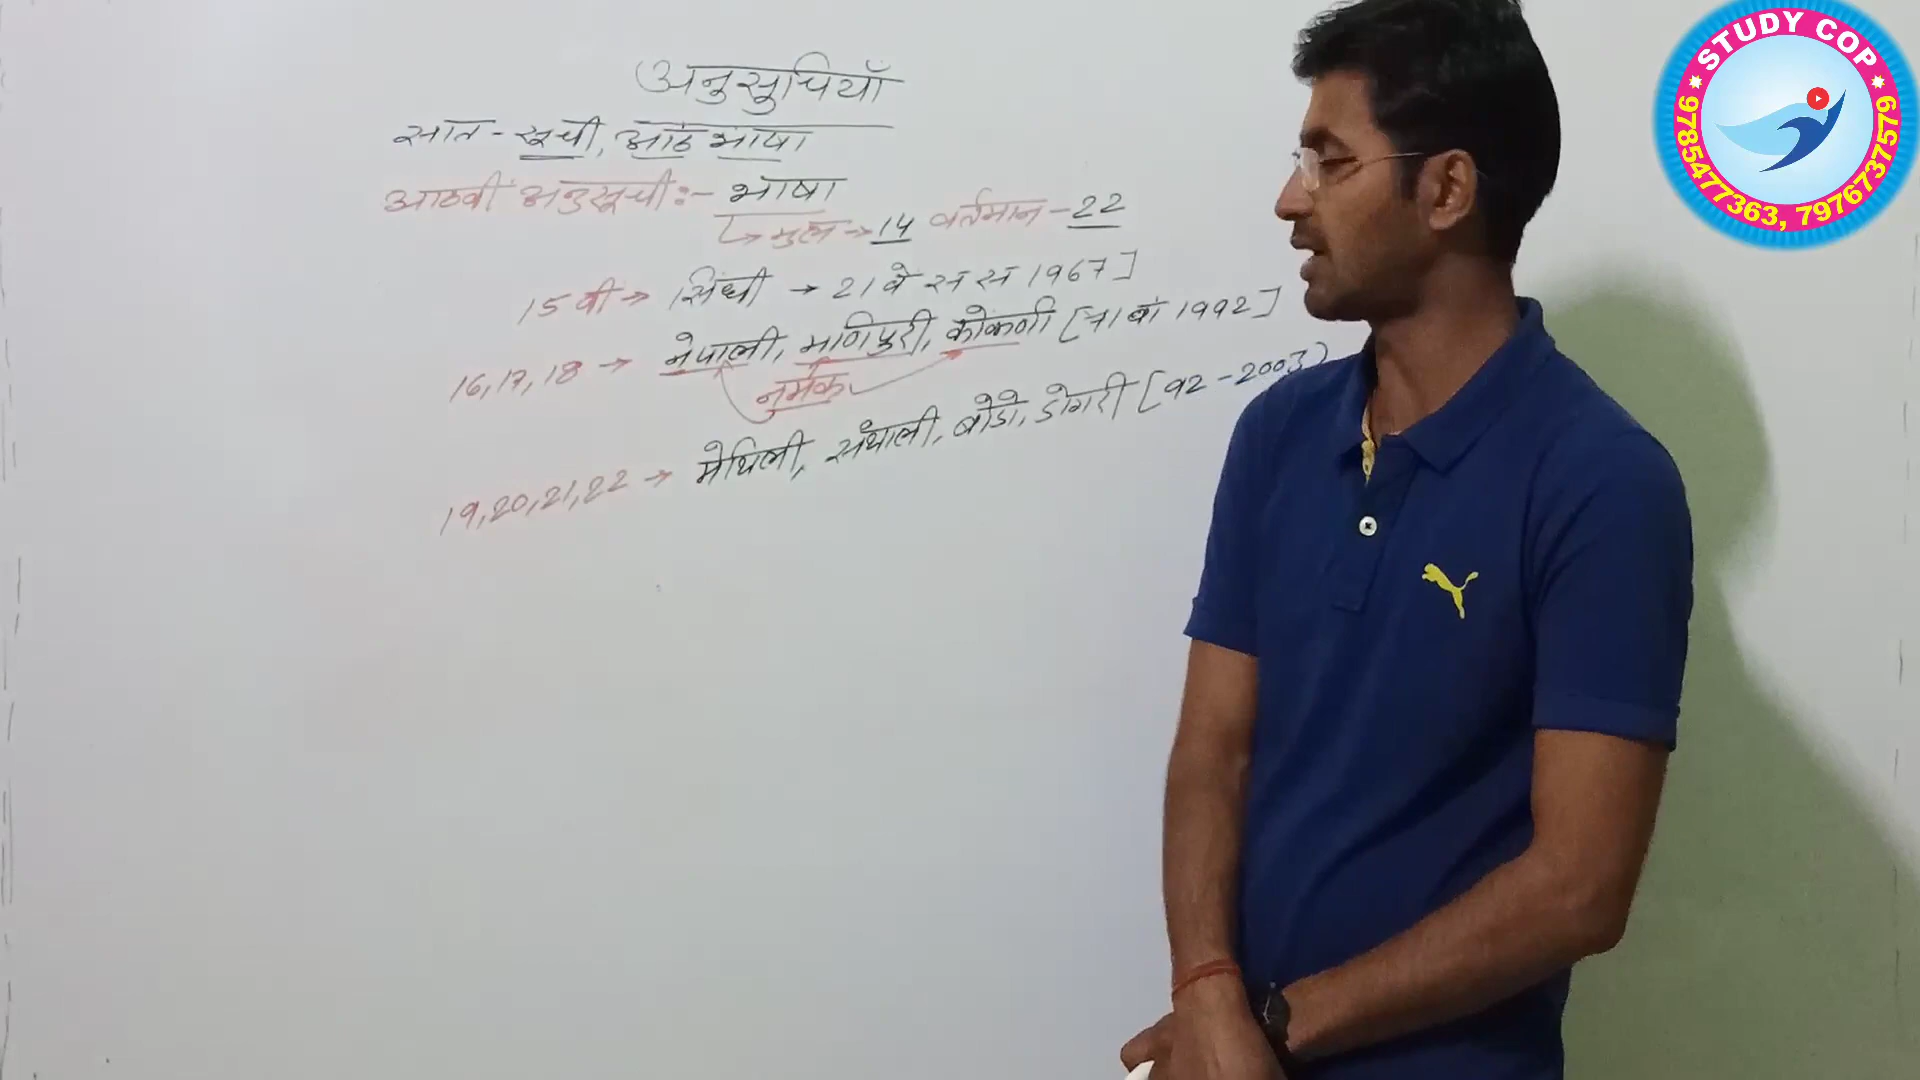 अनुसुचियाँ
सात - सूची, आठ भाषा
आठवीं अनुसूची :- भाषा
↳ मुल → 14 वर्तमान - 22
15 वी → सिंधी → 21 वे स स 1967]
16, 17, 18 → नेपाली, मणिपुरी, कोकणी [71 वां 1992]
नमक
19, 20, 21, 22 → मेथिली, संथाली, बोडो, डोगरी [92 - 2003)
STUDY COP
9785477363, 7976737579